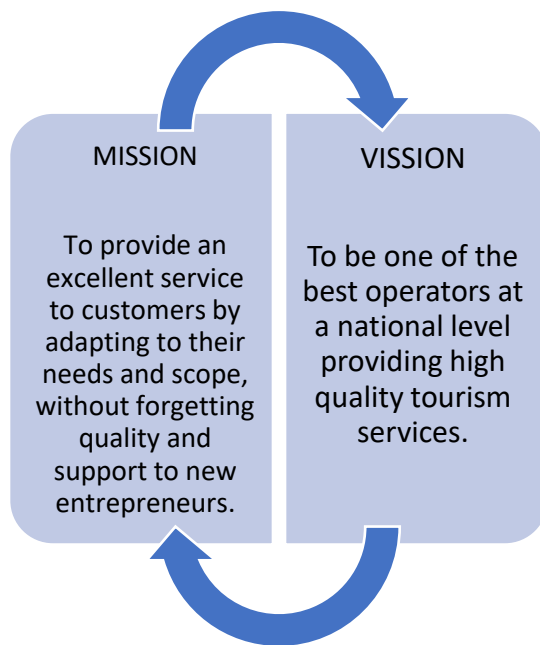 MISSION
To provide an
excellent service
to customers by
adapting to their
needs and scope,
without forgetting
quality and
support to new
entrepreneurs.
VISSION
To be one of the
best operators at
a national level
providing high
quality tourism
services.